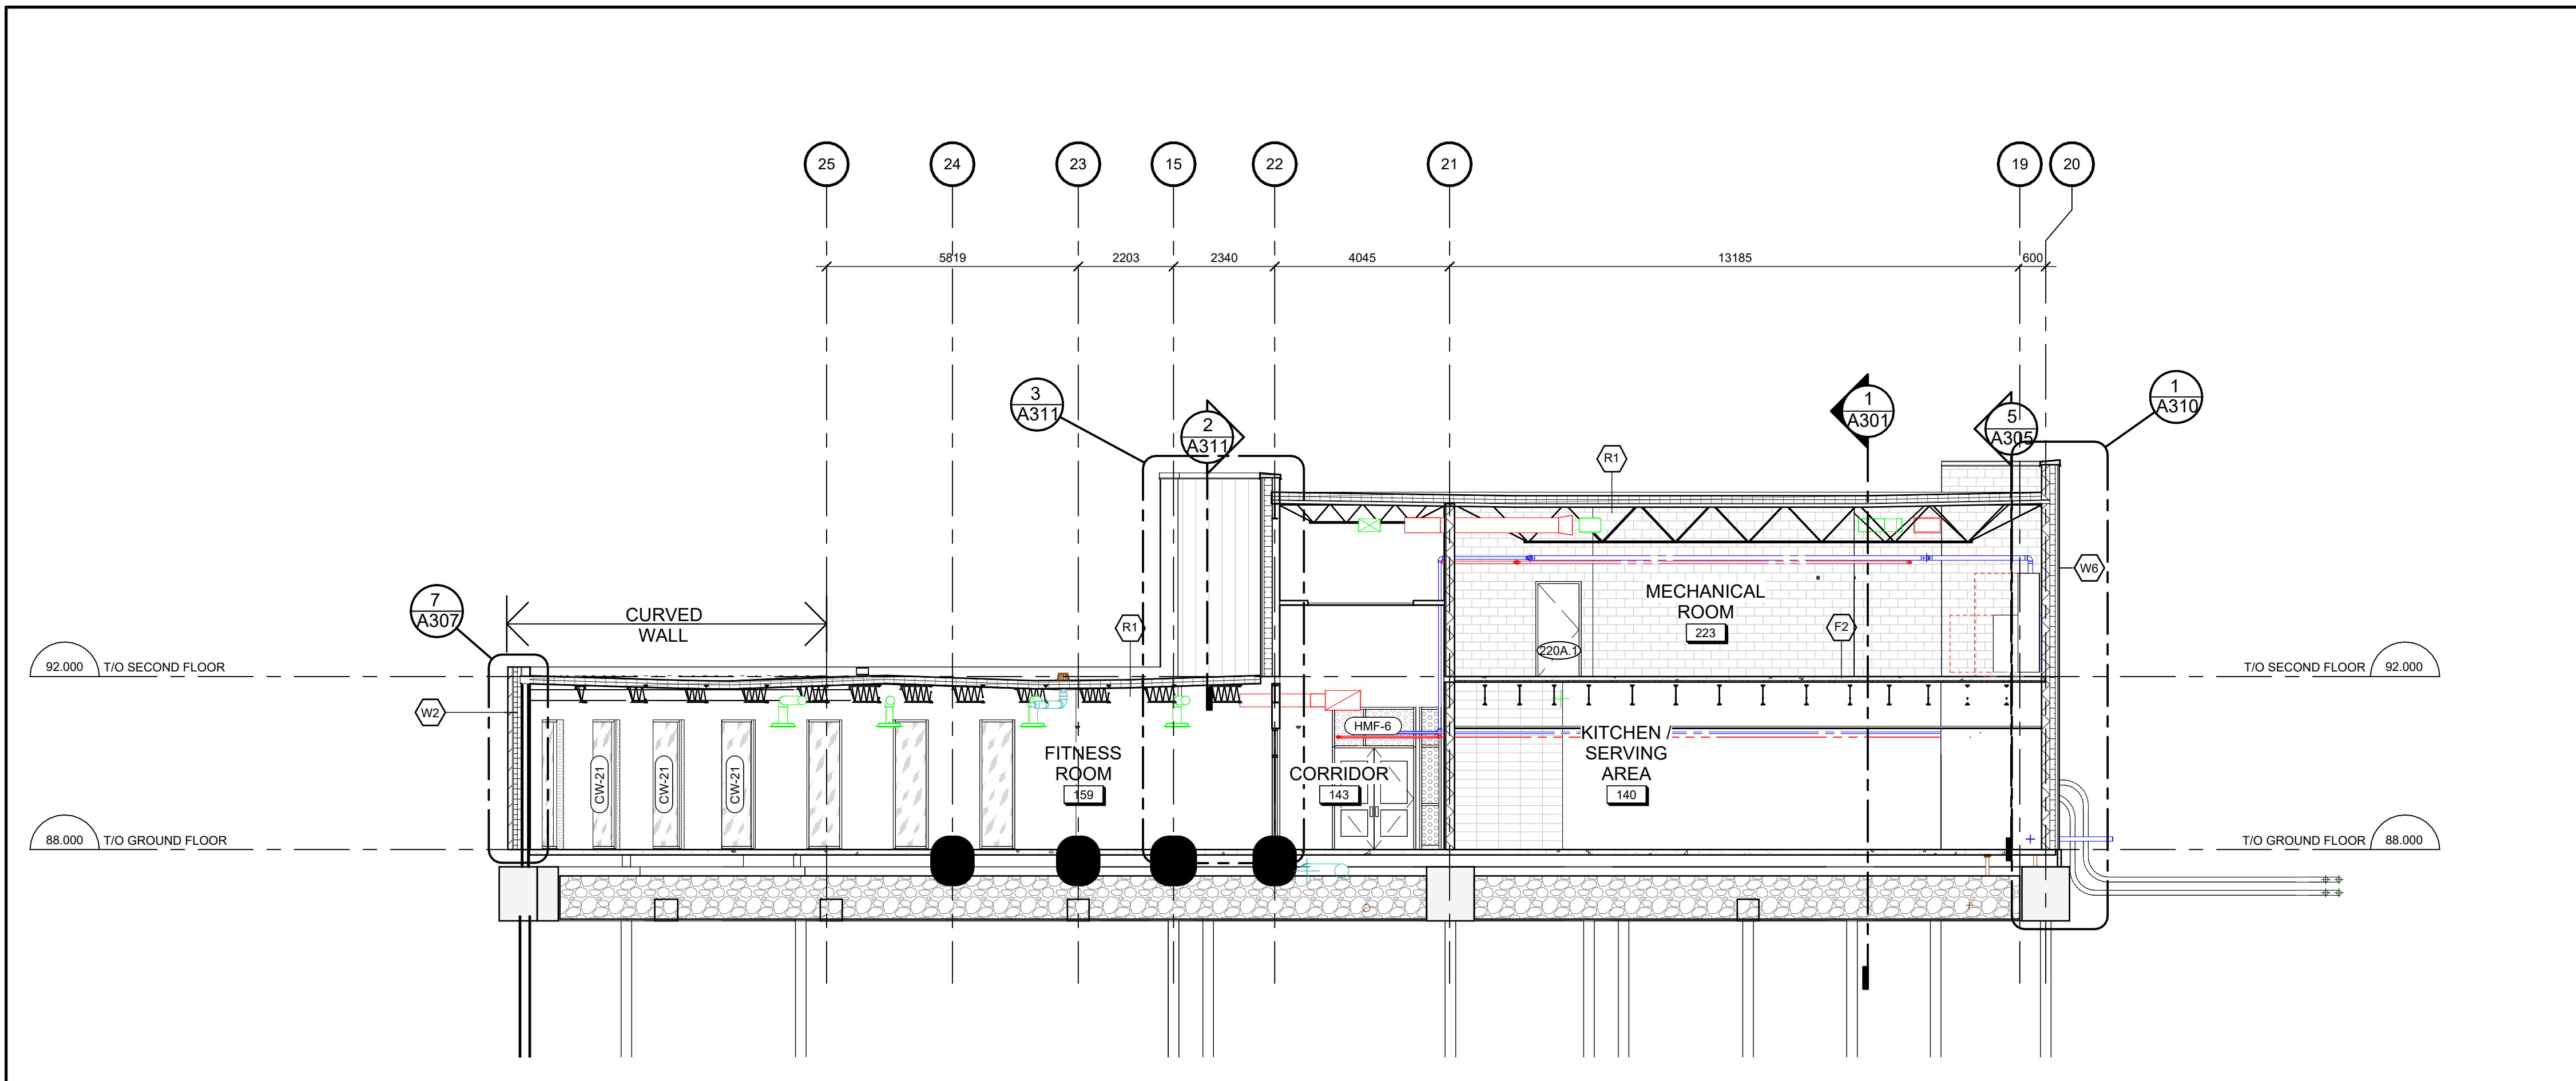 25
24
23
15
22
21
19
20
5819
2203
2340
4045
13185
600
3
A311
2
A311
1
A301
5
A305
1
A310
R1
7
A307
CURVED
WALL
R1
MECHANICAL
ROOM
223
F2
W6
220A.1
92.000 T/O SECOND FLOOR
T/O SECOND FLOOR 92.000
W2
HMF-6
CW-21
CW-21
CW-21
FITNESS
ROOM
159
CORRIDOR
143
KITCHEN /
SERVING
AREA
140
88.000 T/O GROUND FLOOR
T/O GROUND FLOOR 88.000